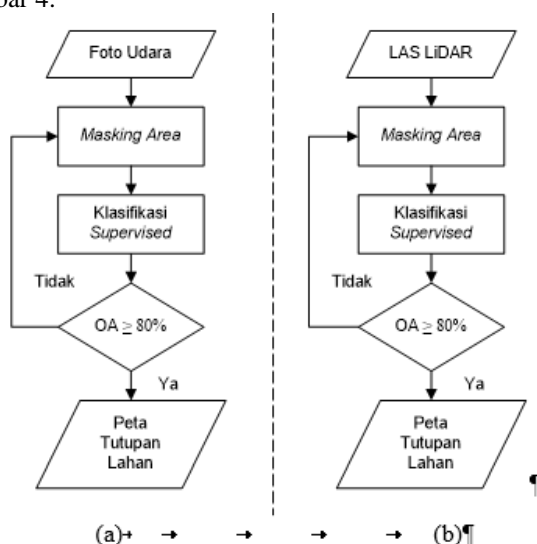 bar 4.
Foto Udara
Masking Area
Klasifikasi
Supervised
Tidak
OA ≥ 80%
Ya
Peta
Tutupan
Lahan
LAS LiDAR
Masking Area
Klasifikasi
Supervised
Tidak
OA ≥ 80%
Ya
Peta
Tutupan
Lahan
¶
(a)→ → → → → (b)¶